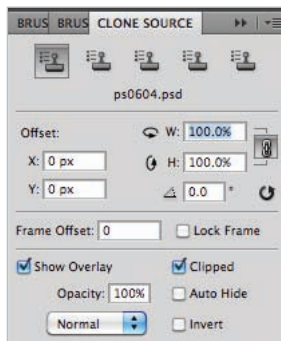 BRUS BRUS CLONE SOURCE
ps0604.psd
Offset: W: 100.0%
X: 0 px H: 100.0%
Y: 0 px 0.0 °
Frame Offset: 0 Lock Frame
Show Overlay Clipped
Opacity: 100% Auto Hide
Normal Invert